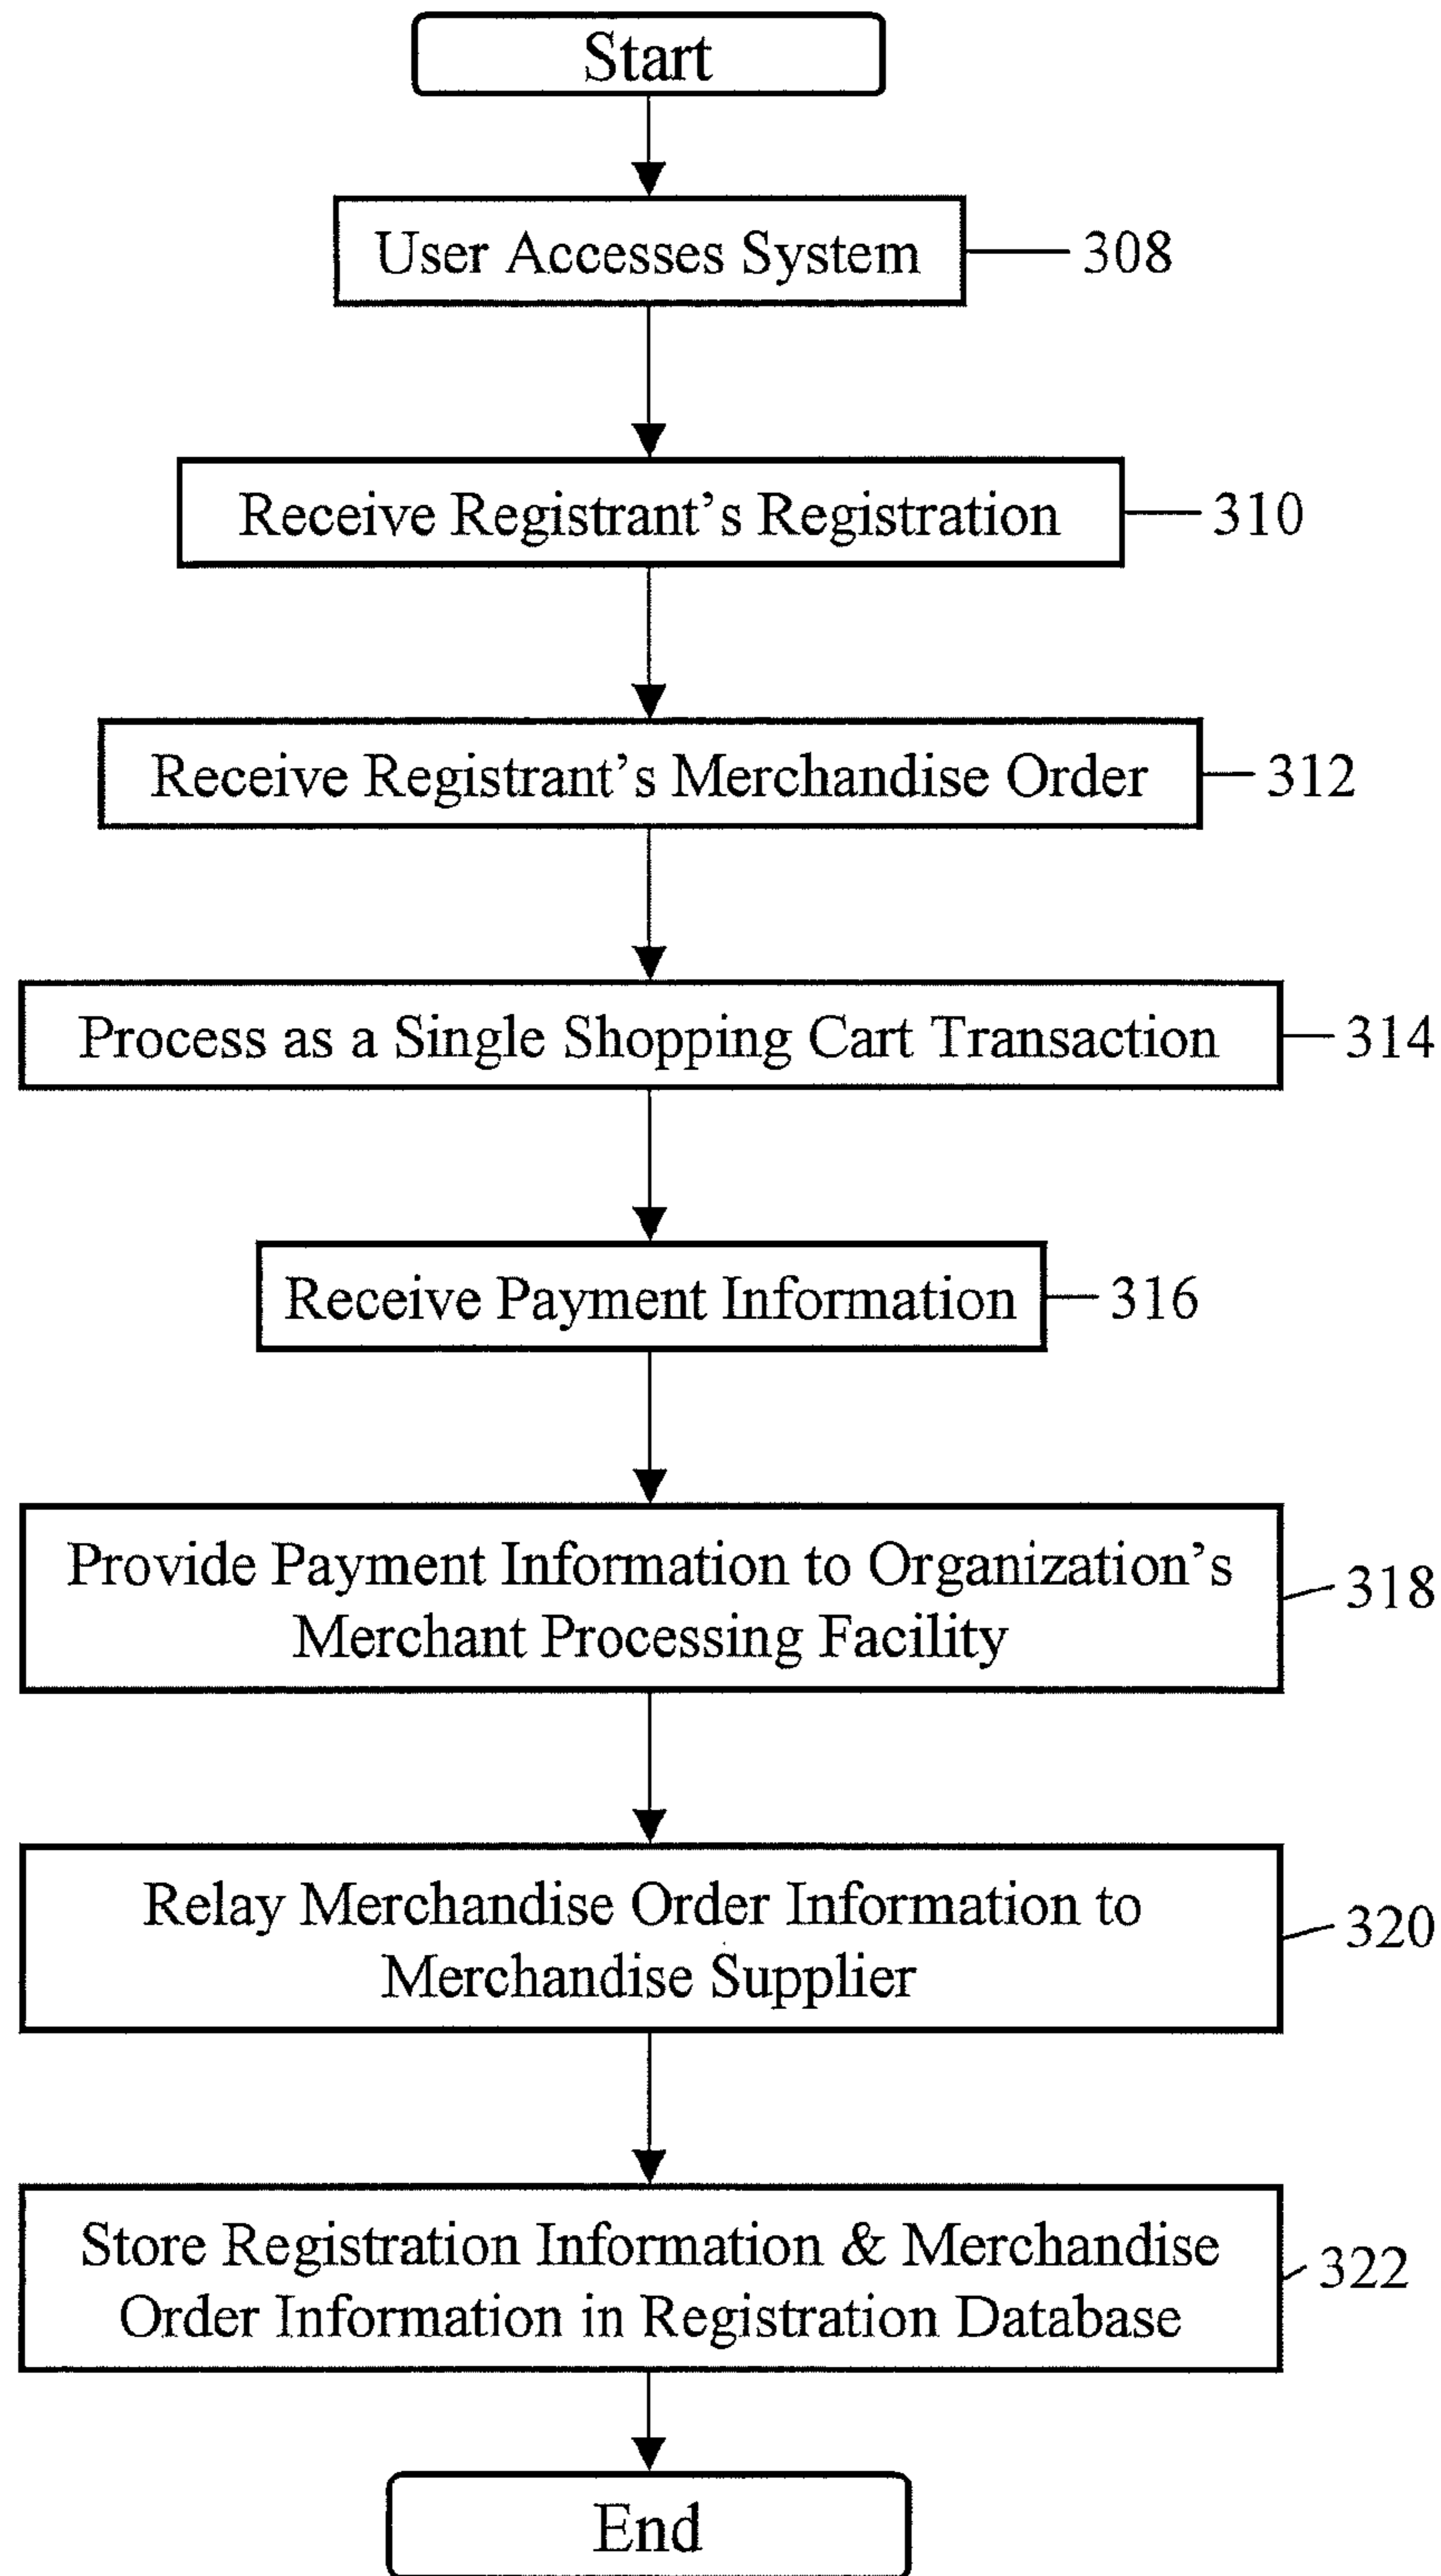 Start
User Accesses System
308
Receive Registrant’s Registration
310
Receive Registrant’s Merchandise Order
312
Process as a Single Shopping Cart Transaction
314
Receive Payment Information
316
Provide Payment Information to Organization’s
Merchant Processing Facility
318
Relay Merchandise Order Information to
Merchandise Supplier
320
Store Registration Information & Merchandise
Order Information in Registration Database
322
End